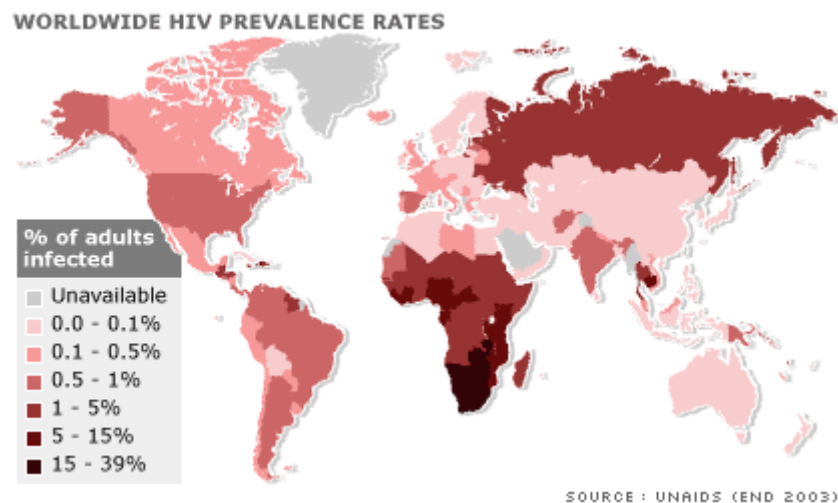 WORLDWIDE HIV PREVALENCE RATES
% of adults
infected
Unavailable
0.0 - 0.1%
0.1 - 0.5%
0.5 - 1%
1 - 5%
5 - 15%
15 - 39%
SOURCE: UNAIDS (END 2003)